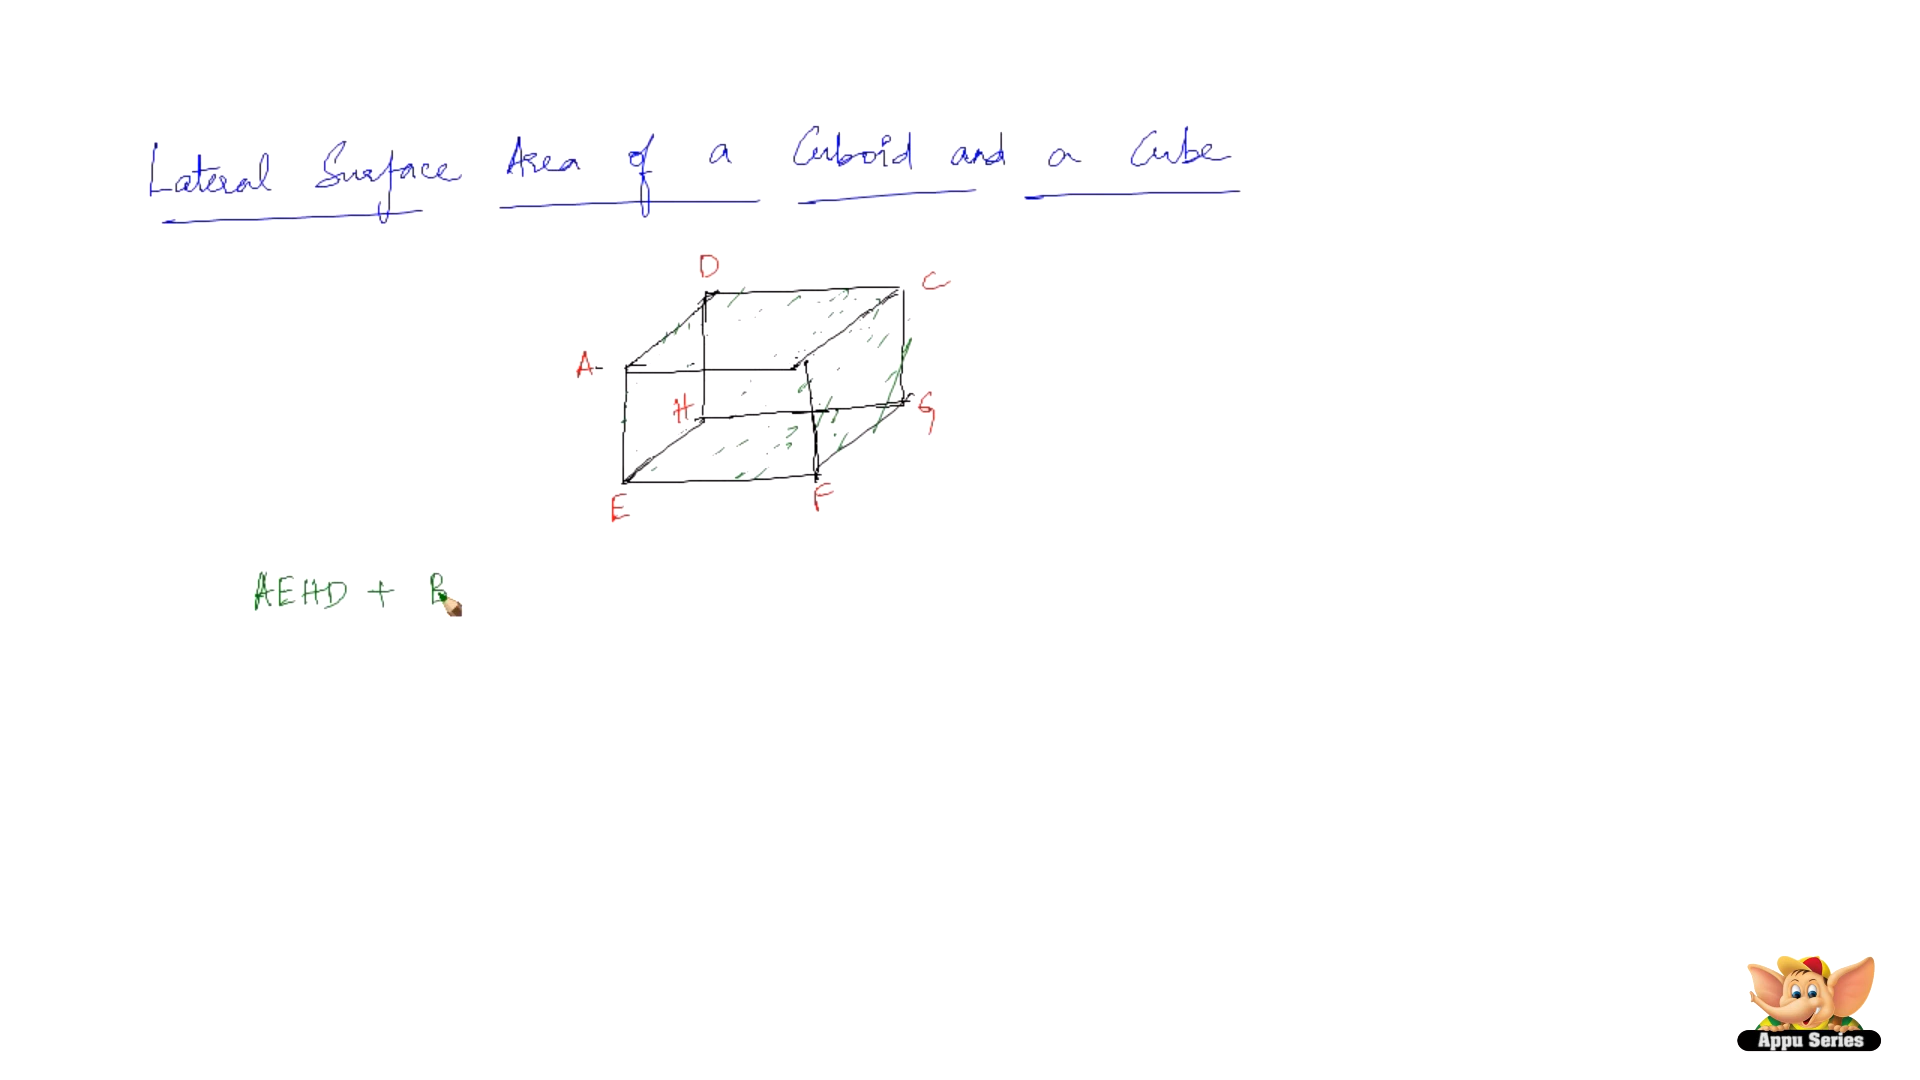 Lateral Surface Area of a Cuboid and a Cube
D
C
A
H
G
E
F
AEHD + B
Appu Series